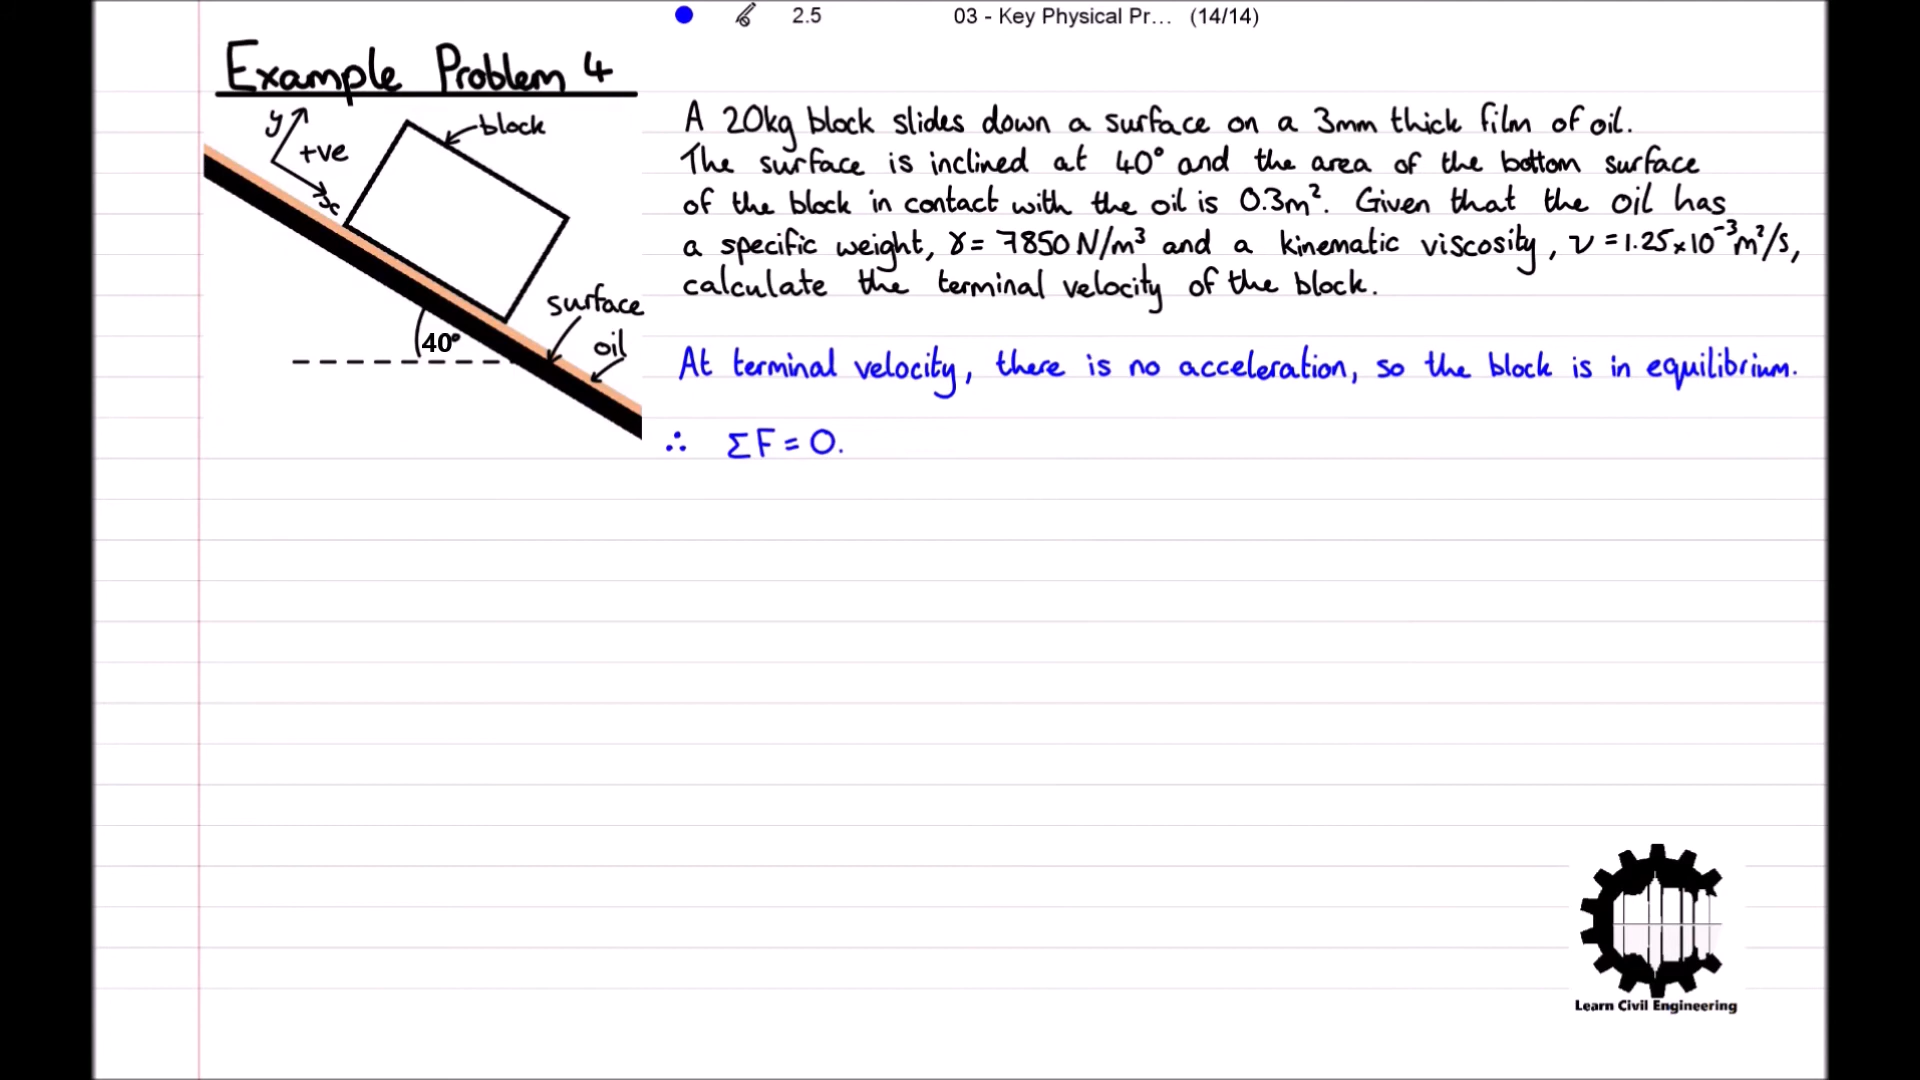 2.5 03 - Key Physical Pr... (14/14)
Example Problem 4
y
+ve
x
block
surface
oil
40°
A 20kg block slides down a surface on a 3mm thick film of oil.
The surface is inclined at 40° and the area of the bottom surface
of the block in contact with the oil is 0.3m². Given that the oil has
a specific weight, γ = 7850 N/m³ and a kinematic viscosity, ν = 1.25×10⁻³m²/s,
calculate the terminal velocity of the block.
At terminal velocity, there is no acceleration, so the block is in equilibrium.
∴ ΣF = 0.
Learn Civil Engineering